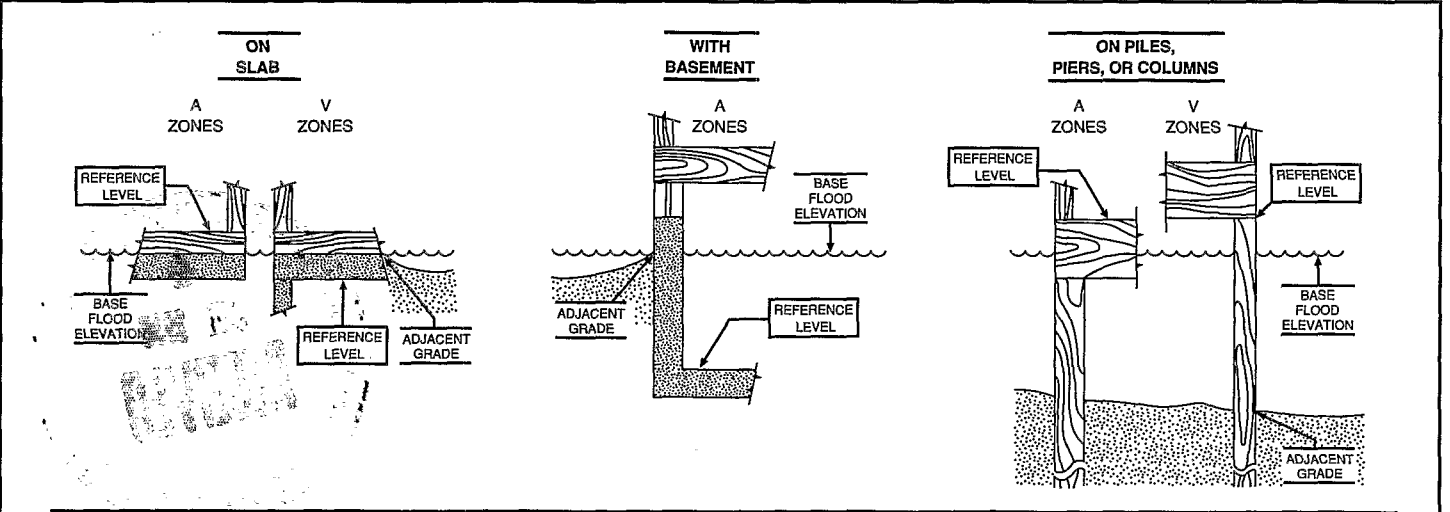 ON
SLAB
A
ZONES
V
ZONES
REFERENCE
LEVEL
BASE
FLOOD
ELEVATION
REFERENCE
LEVEL
ADJACENT
GRADE
WITH
BASEMENT
A
ZONES
BASE
FLOOD
ELEVATION
ADJACENT
GRADE
REFERENCE
LEVEL
ON PILES,
PIERS, OR COLUMNS
A
ZONES
V
ZONES
REFERENCE
LEVEL
REFERENCE
LEVEL
BASE
FLOOD
ELEVATION
ADJACENT
GRADE